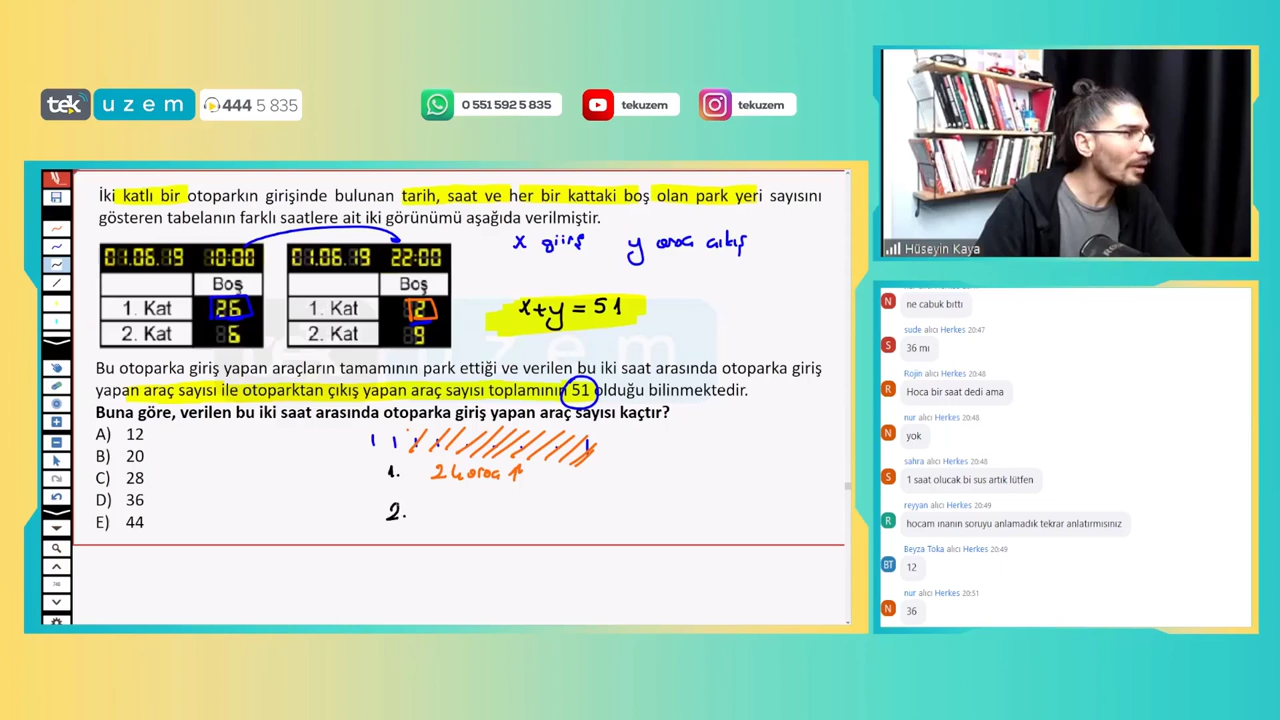 tek uzem 444 5 835
0 551 592 5 835
tekuzem
tekuzem
İki katlı bir otoparkın girişinde bulunan tarih, saat ve her bir kattaki boş olan park yeri sayısını
gösteren tabelanın farklı saatlere ait iki görünümü aşağıda verilmiştir.
x giriş y araç çıkış
01.06.19 10:00
Boş
1. Kat 26
2. Kat 6
01.06.19 22:00
Boş
1. Kat 2
2. Kat 9
x+y = 51
Bu otoparka giriş yapan araçların tamamının park ettiği ve verilen bu iki saat arasında otoparka giriş
yapan araç sayısı ile otoparktan çıkış yapan araç sayısı toplamının 51 olduğu bilinmektedir.
Buna göre, verilen bu iki saat arasında otoparka giriş yapan araç sayısı kaçtır?
A) 12
B) 20
C) 28
D) 36
E) 44
1. 24 araç ↑
2.
Hüseyin Kaya
N ne cabuk bıttı
sude alıcı Herkes 20:47
S 36 mı
Rojin alıcı Herkes 20:48
R Hoca bir saat dedi ama
nur alıcı Herkes 20:48
N yok
sahra alıcı Herkes 20:48
S 1 saat olucak bi sus artık lütfen
reyyan alıcı Herkes 20:49
R hocam ınanın soruyu anlamadık tekrar anlatırmısınız
Beyza Toka alıcı Herkes 20:49
BT 12
nur alıcı Herkes 20:51
N 36